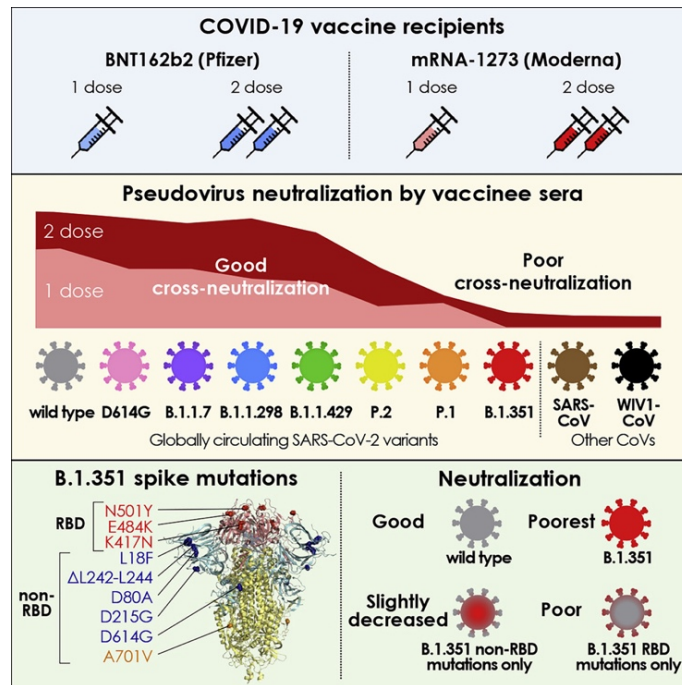 COVID-19 vaccine recipients
BNT162b2 (Pfizer)
1 dose
2 dose
mRNA-1273 (Moderna)
1 dose
2 dose
Pseudovirus neutralization by vaccinee sera
2 dose
1 dose
Good
cross-neutralization
Poor
cross-neutralization
wild type
D614G
B.1.1.7
B.1.1.298
B.1.1.429
P.2
P.1
B.1.351
SARS-
CoV
WIV1-
CoV
Globally circulating SARS-CoV-2 variants
Other CoVs
B.1.351 spike mutations
RBD
N501Y
E484K
K417N
non-
RBD
L18F
ΔL242-L244
D80A
D215G
D614G
A701V
Neutralization
Good
wild type
Poorest
B.1.351
Slightly
decreased
B.1.351 non-RBD
mutations only
Poor
B.1.351 RBD
mutations only